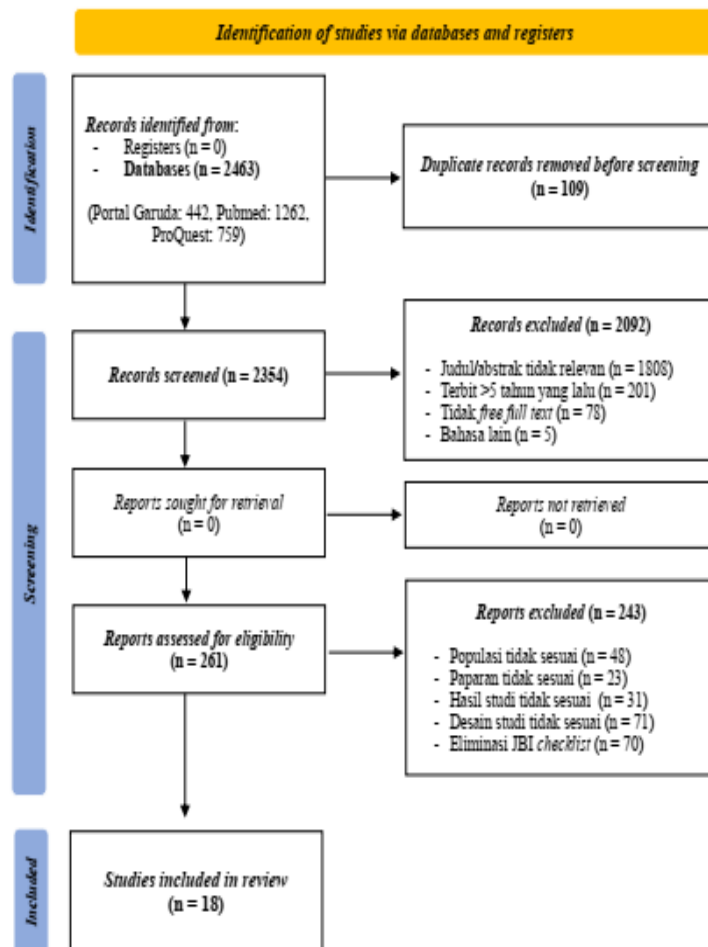 Identification of studies via databases and registers
Identification
Records identified from:
- Registers (n = 0)
- Databases (n = 2463)
(Portal Garuda: 442, Pubmed: 1262,
ProQuest: 759)
Duplicate records removed before screening
(n = 109)
Screening
Records screened (n = 2354)
Records excluded (n = 2092)
- Judul/abstrak tidak relevan (n = 1808)
- Terbit >5 tahun yang lalu (n = 201)
- Tidak free full text (n = 78)
- Bahasa lain (n = 5)
Reports sought for retrieval
(n = 0)
Reports not retrieved
(n = 0)
Reports assessed for eligibility
(n = 261)
Reports excluded (n = 243)
- Populasi tidak sesuai (n = 48)
- Paparan tidak sesuai (n = 23)
- Hasil studi tidak sesuai (n = 31)
- Desain studi tidak sesuai (n = 71)
- Eliminasi JBI checklist (n = 70)
Included
Studies included in review
(n = 18)